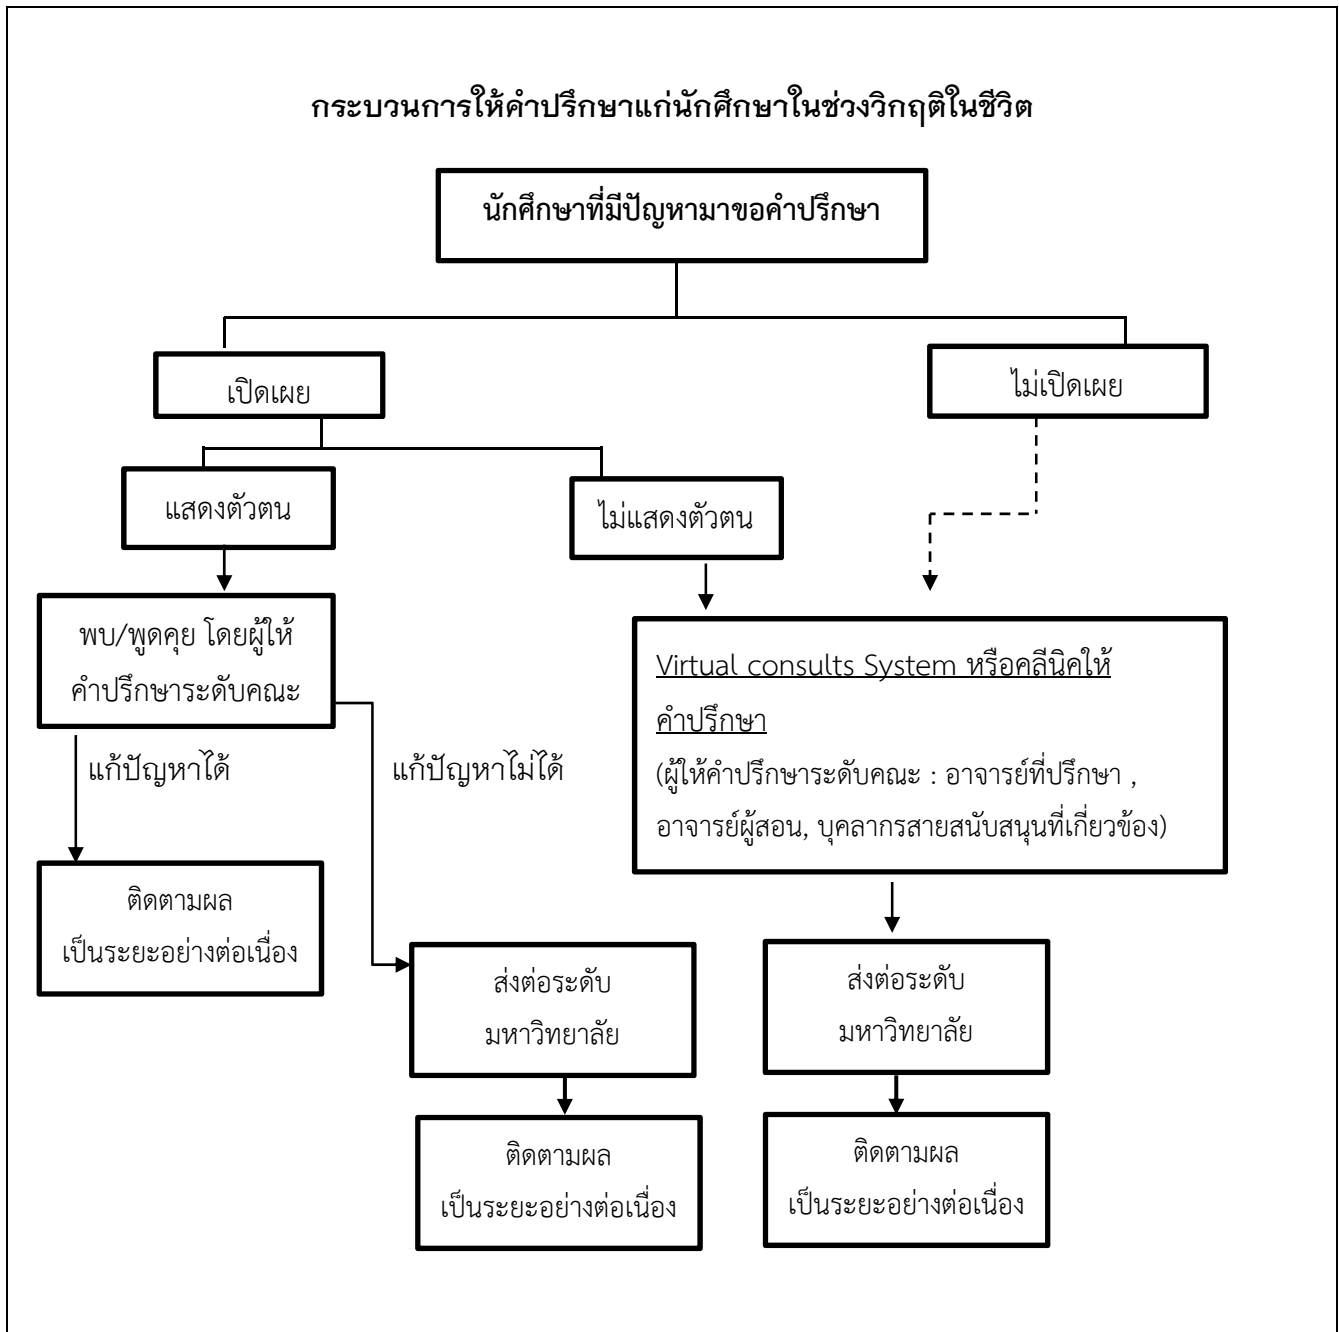 กระบวนการให้คำปรึกษาแก่นักศึกษาในช่วงวิกฤติในชีวิต
นักศึกษาที่มีปัญหามาขอคำปรึกษา
เปิดเผย
ไม่เปิดเผย
แสดงตัวตน
ไม่แสดงตัวตน
พบ/พูดคุย โดยผู้ให้
คำปรึกษาระดับคณะ
Virtual consults System หรือคลีนิคให้
คำปรึกษา
(ผู้ให้คำปรึกษาระดับคณะ : อาจารย์ที่ปรึกษา ,
อาจารย์ผู้สอน, บุคลากรสายสนับสนุนที่เกี่ยวข้อง)
แก้ปัญหาได้
แก้ปัญหาไม่ได้
ติดตามผล
เป็นระยะอย่างต่อเนื่อง
ส่งต่อระดับ
มหาวิทยาลัย
ส่งต่อระดับ
มหาวิทยาลัย
ติดตามผล
เป็นระยะอย่างต่อเนื่อง
ติดตามผล
เป็นระยะอย่างต่อเนื่อง